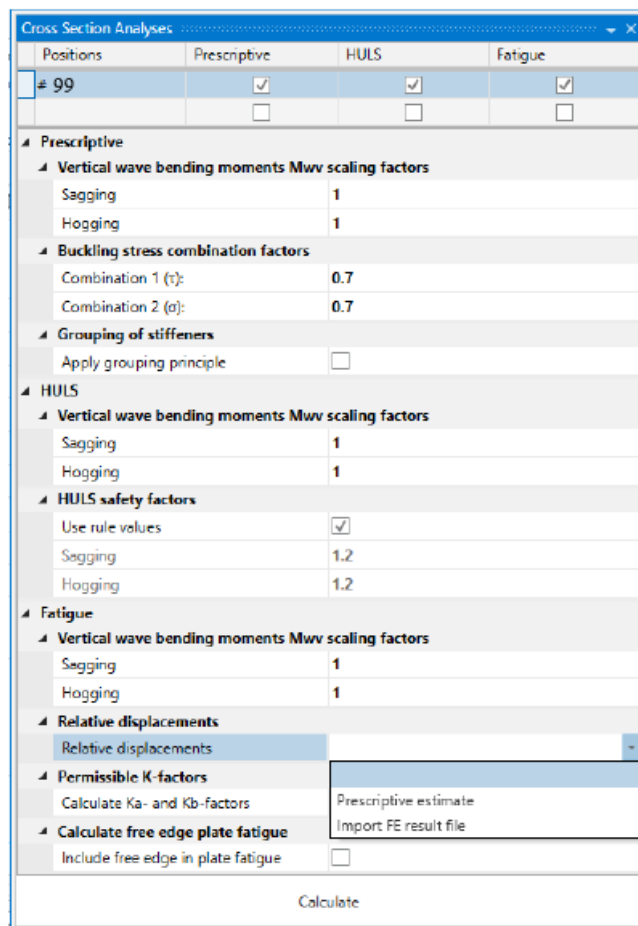 Cross Section Analyses
Positions Prescriptive HULS Fatigue
# 99
Prescriptive
Vertical wave bending moments Mwv scaling factors
Sagging 1
Hogging 1
Buckling stress combination factors
Combination 1 (τ): 0.7
Combination 2 (σ): 0.7
Grouping of stiffeners
Apply grouping principle
HULS
Vertical wave bending moments Mwv scaling factors
Sagging 1
Hogging 1
HULS safety factors
Use rule values
Sagging 1.2
Hogging 1.2
Fatigue
Vertical wave bending moments Mwv scaling factors
Sagging 1
Hogging 1
Relative displacements
Relative displacements
Permissible K-factors
Calculate Ka- and Kb-factors Prescriptive estimate
Calculate free edge plate fatigue Import FE result file
Include free edge in plate fatigue
Calculate